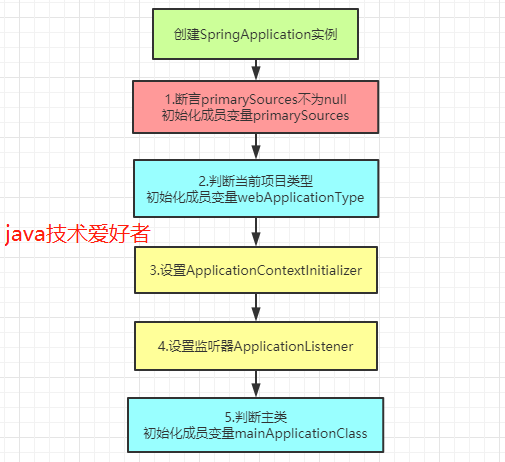 创建SpringApplication实例
1.断言primarySources不为null
初始化成员变量primarySources
2.判断当前项目类型
初始化成员变量webApplicationType
java技术爱好者
3.设置ApplicationContextInitializer
4.设置监听器ApplicationListener
5.判断主类
初始化成员变量mainApplicationClass